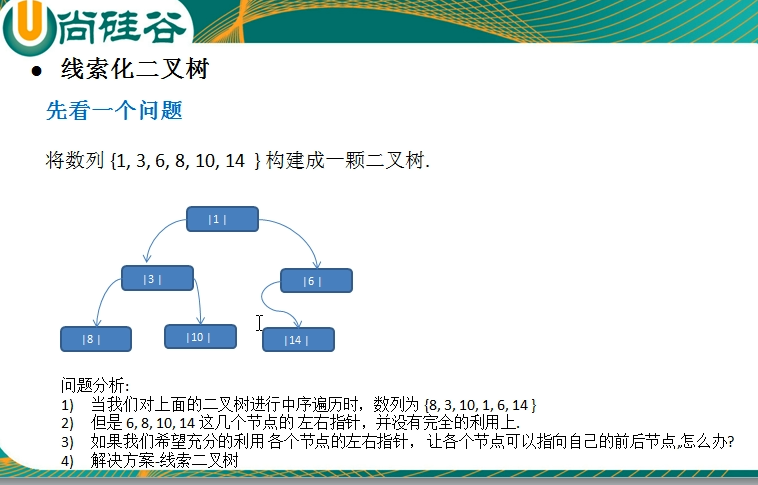 U尚硅谷
● 线索化二叉树
先看一个问题
将数列 {1, 3, 6, 8, 10, 14 } 构建成一颗二叉树.
|1 |
|3 |
|6 |
|8 |
|10 |
|14 |
问题分析:
1) 当我们对上面的二叉树进行中序遍历时，数列为 {8, 3, 10, 1, 6, 14 }
2) 但是 6, 8, 10, 14 这几个节点的 左右指针，并没有完全的利用上.
3) 如果我们希望充分的利用 各个节点的左右指针， 让各个节点可以指向自己的前后节点,怎么办?
4) 解决方案-线索二叉树